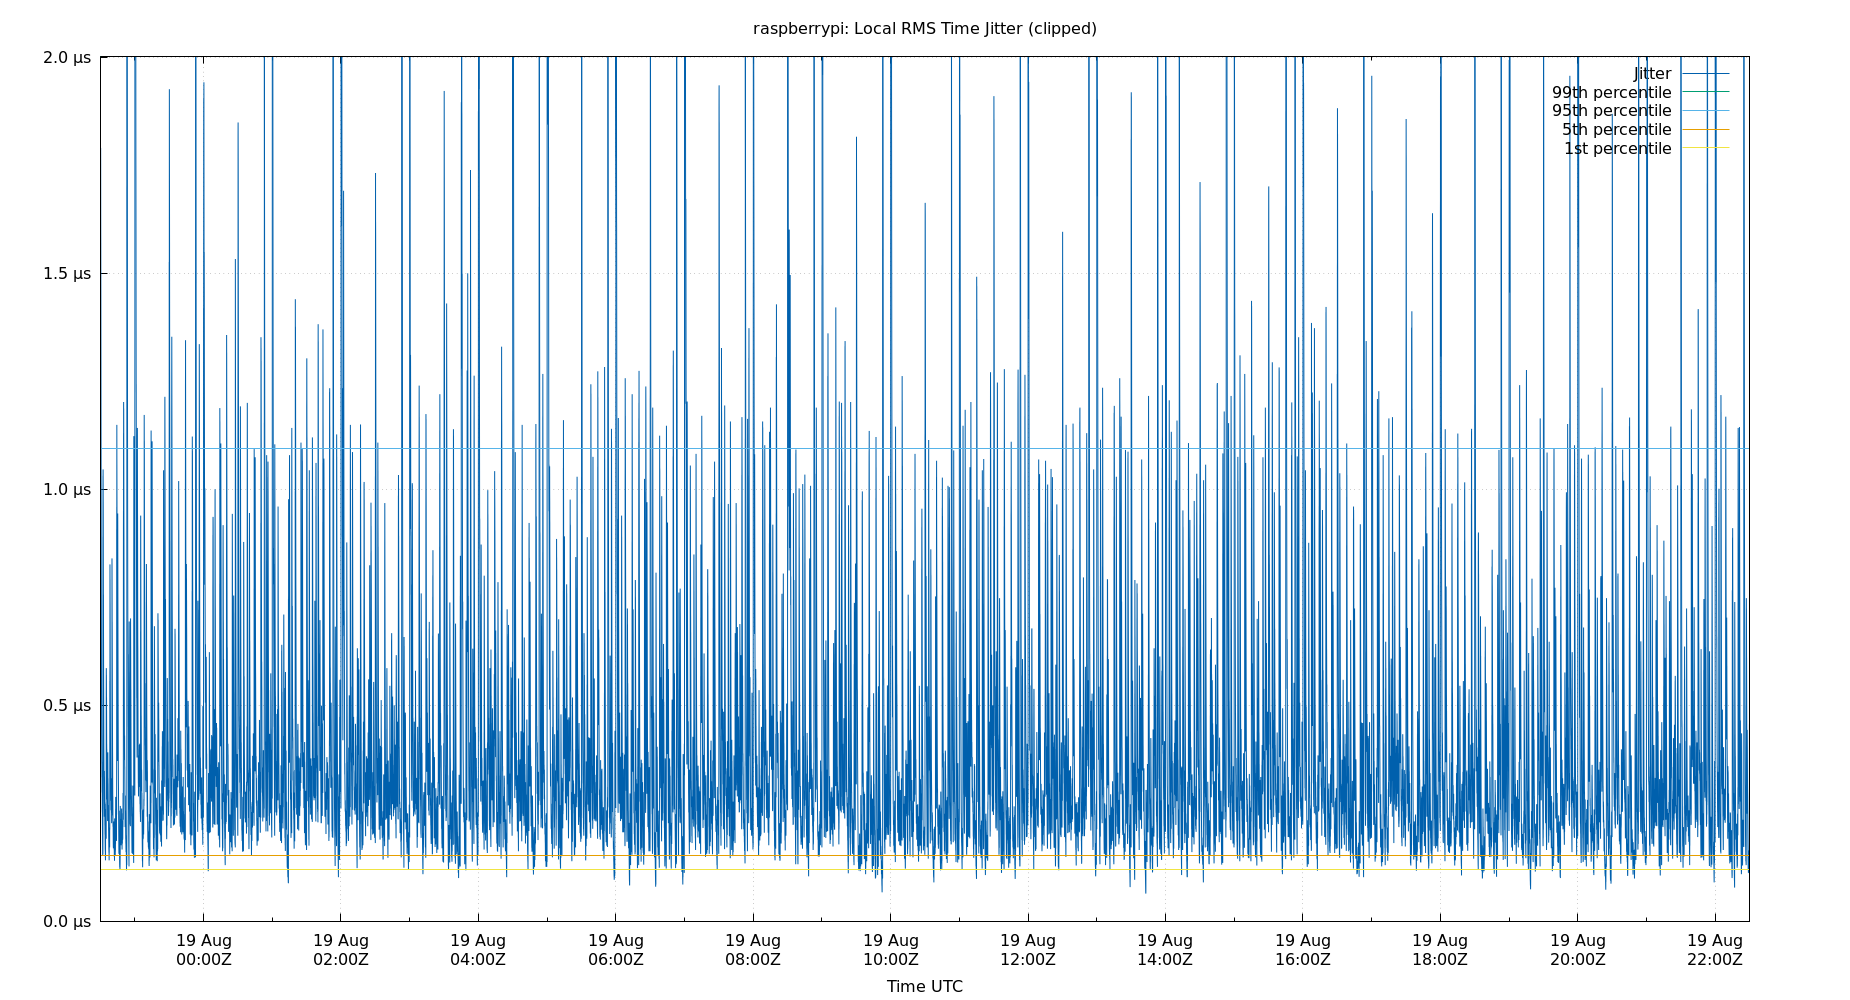 raspberrypi: Local RMS Time Jitter (clipped)
2.0 µs
1.5 µs
1.0 µs
0.5 µs
0.0 µs
Jitter
99th percentile
95th percentile
5th percentile
1st percentile
19 Aug 19 Aug 19 Aug 19 Aug 19 Aug 19 Aug 19 Aug 19 Aug 19 Aug 19 Aug 19 Aug 19 Aug
00:00Z 02:00Z 04:00Z 06:00Z 08:00Z 10:00Z 12:00Z 14:00Z 16:00Z 18:00Z 20:00Z 22:00Z
Time UTC